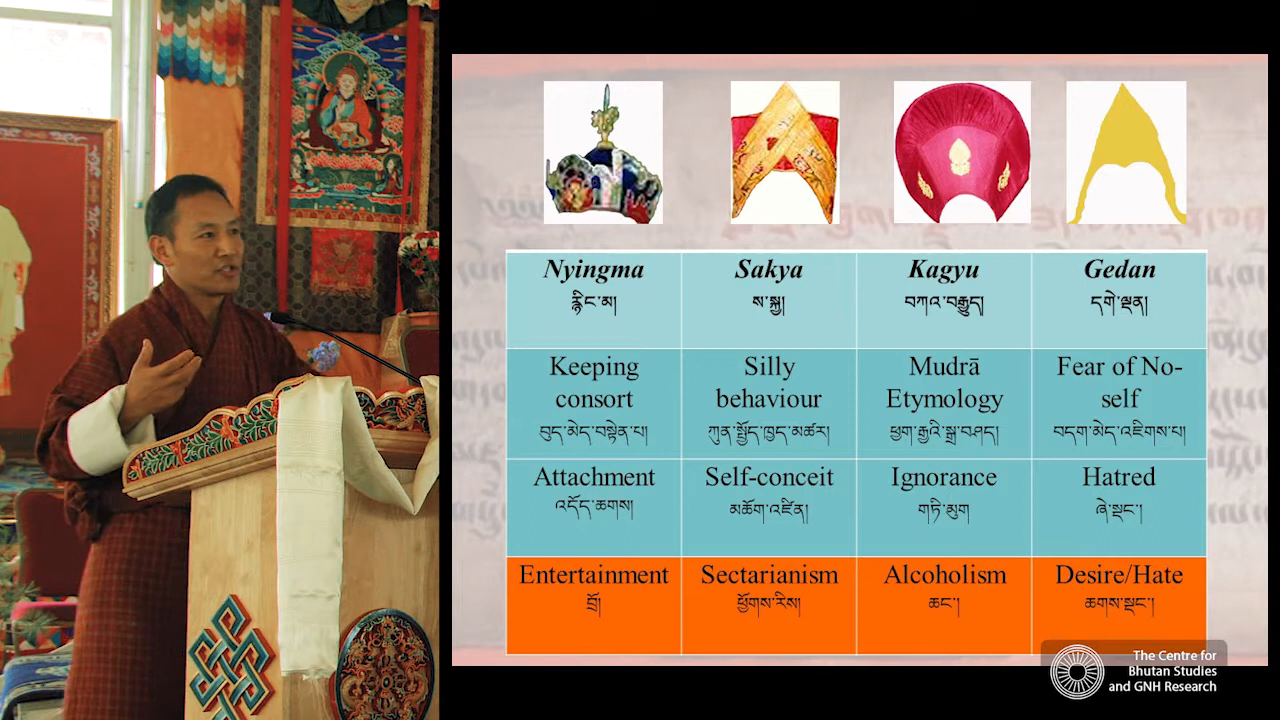 Nyingma
Sakya
Kagyu
Gedan
རྙིང་མ།
ས་སྐྱ།
བཀའ་བརྒྱུད།
དགེ་ལྡན།
Keeping
consort
Silly
behaviour
Mudrā
Etymology
Fear of No-
self
བུད་མེད་བསྟེན་པ།
ཀུན་སྤྱོད་ཁྱད་མཚར།
ཕྱག་རྒྱའི་སྒྲ་བཤད།
བདག་མེད་འཇིགས་པ།
Attachment
Self-conceit
Ignorance
Hatred
འདོད་ཆགས།
མཆོག་འཛིན།
གཏི་མུག
ཞེ་སྡང་།
Entertainment
Sectarianism
Alcoholism
Desire/Hate
བྲོ།
ཕྱོགས་རིས།
ཆང་།
ཆགས་སྡང་།
The Centre for
Bhutan Studies
and GNH Research